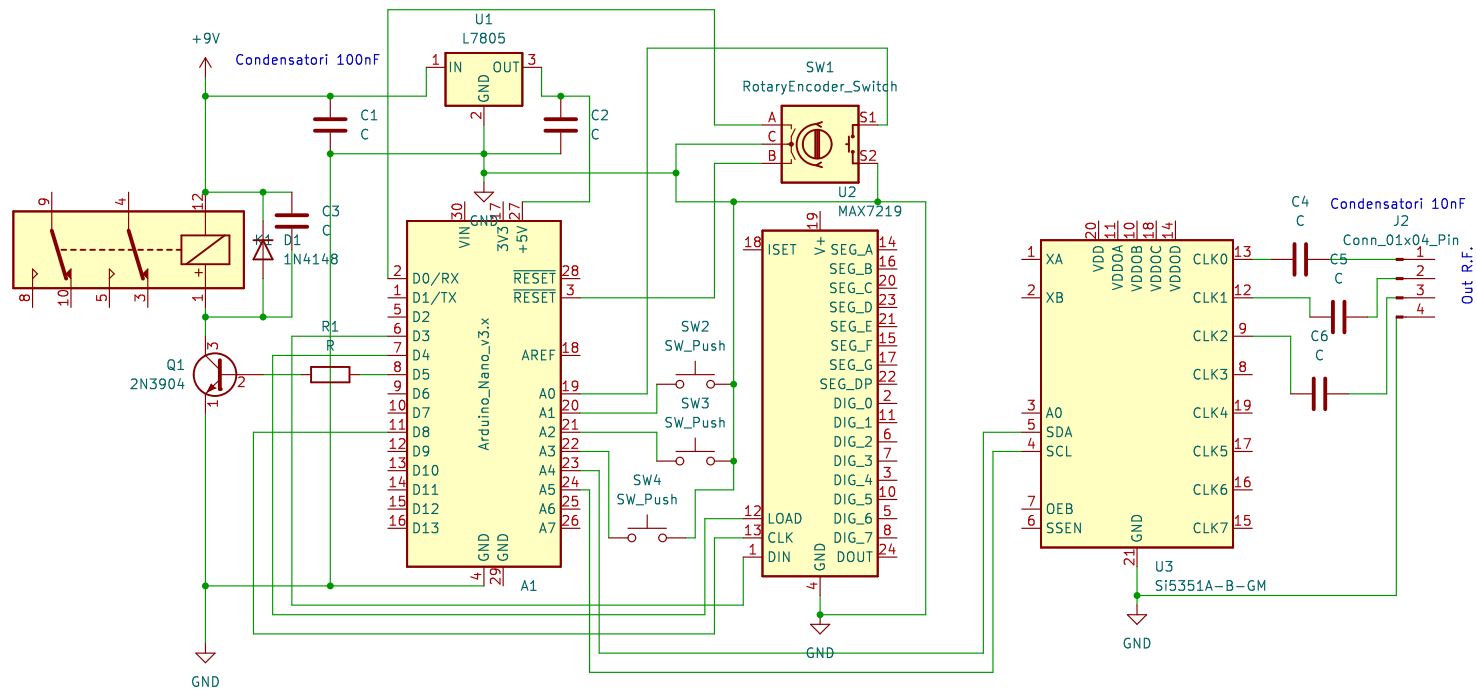 +9V
Condensatori 100nF
U1
L7805
1
IN
OUT
3
GND
2
C1
C
C2
C
SW1
RotaryEncoder_Switch
A
C
B
S1
S2
9
4
12
C3
C
K1
D1
1N4148
+
8
10
5
3
1
R1
R
Q1
2N3904
3
2
1
GND
GND
30
17
27
VIN
3V3
+5V
2
D0/RX
1
D1/TX
5
D2
6
D3
7
D4
8
D5
9
D6
10
D7
11
D8
12
D9
13
D10
14
D11
15
D12
16
D13
Arduino_Nano_v3.x
RESET
28
RESET
3
AREF
18
A0
19
A1
20
A2
21
A3
22
A4
23
A5
24
A6
25
A7
26
GND
GND
4
29
A1
SW2
SW_Push
SW3
SW_Push
SW4
SW_Push
U2
MAX7219
19
V+
18
ISET
12
LOAD
13
CLK
1
DIN
SEG_A
14
SEG_B
16
SEG_C
20
SEG_D
23
SEG_E
21
SEG_F
15
SEG_G
17
SEG_DP
22
DIG_0
2
DIG_1
11
DIG_2
6
DIG_3
7
DIG_4
3
DIG_5
10
DIG_6
5
DIG_7
8
DOUT
24
GND
4
GND
20
11
10
18
14
VDD
VDDOA
VDDOB
VDDOC
VDDOD
1
XA
2
XB
3
A0
5
SDA
4
SCL
7
OEB
6
SSEN
CLK0
13
CLK1
12
CLK2
9
CLK3
8
CLK4
19
CLK5
17
CLK6
16
CLK7
15
GND
21
U3
Si5351A-B-GM
GND
C4
C
Condensatori 10nF
J2
Conn_01x04_Pin
C5
C
C6
C
1
2
3
4
Out R.F.